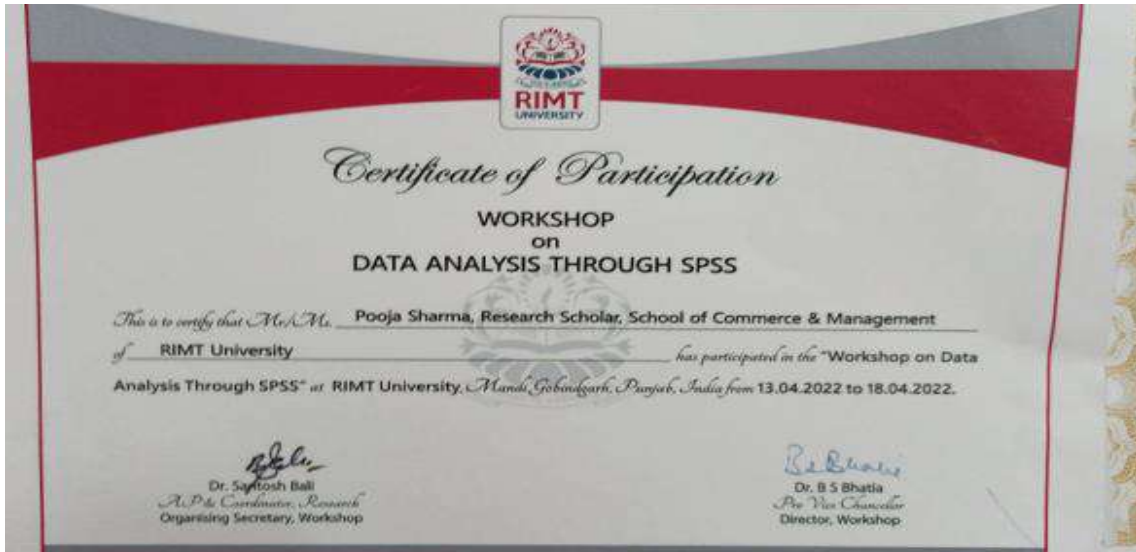 RIMT
UNIVERSITY
Certificate of Participation
WORKSHOP
on
DATA ANALYSIS THROUGH SPSS
This is to certify that Mr/Ms. Pooja Sharma, Research Scholar, School of Commerce & Management
of RIMT University has participated in the "Workshop on Data
Analysis Through SPSS" at RIMT University, Mandi Gobindgarh, Punjab, India from 13.04.2022 to 18.04.2022.
Dr. Santosh Bali
A.P & Coordinator, Research
Organising Secretary, Workshop
Dr. B S Bhatia
Pro Vice Chancellor
Director, Workshop